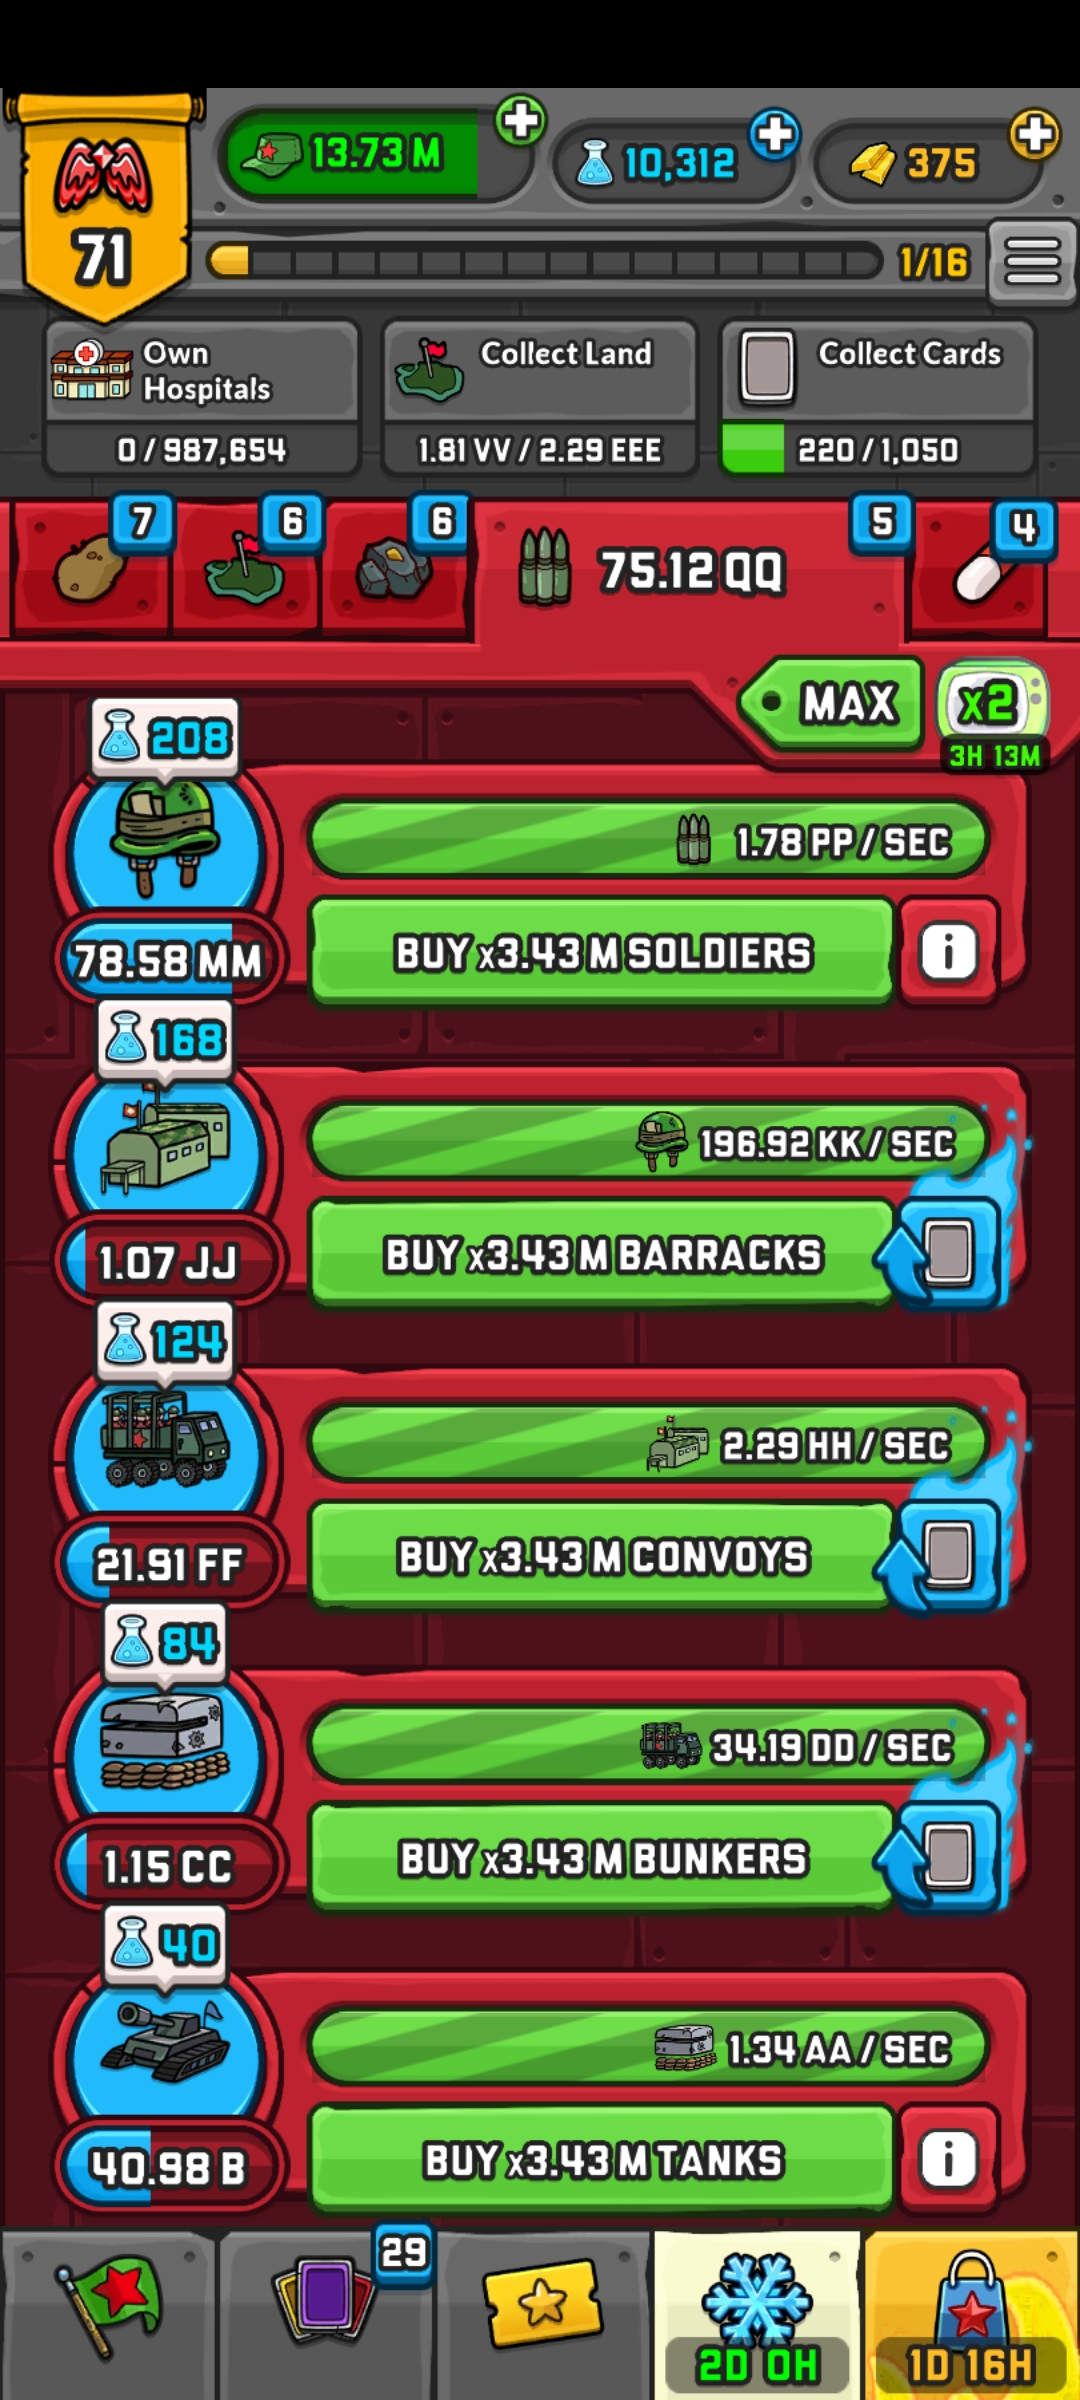 71
13.73 M
10,312
375
1/16
Own
Hospitals
0 / 987,654
Collect Land
1.81 VV / 2.29 EEE
Collect Cards
220 / 1,050
7
6
6
75.12 QQ
5
4
MAX
x2
3H 13M
208
1.78 PP / SEC
78.58 MM
BUY x3.43 M SOLDIERS
i
168
196.92 KK / SEC
1.07 JJ
BUY x3.43 M BARRACKS
124
2.29 HH / SEC
21.91 FF
BUY x3.43 M CONVOYS
84
34.19 DD / SEC
1.15 CC
BUY x3.43 M BUNKERS
40
1.34 AA / SEC
40.98 B
BUY x3.43 M TANKS
i
29
2D 0H
1D 16H